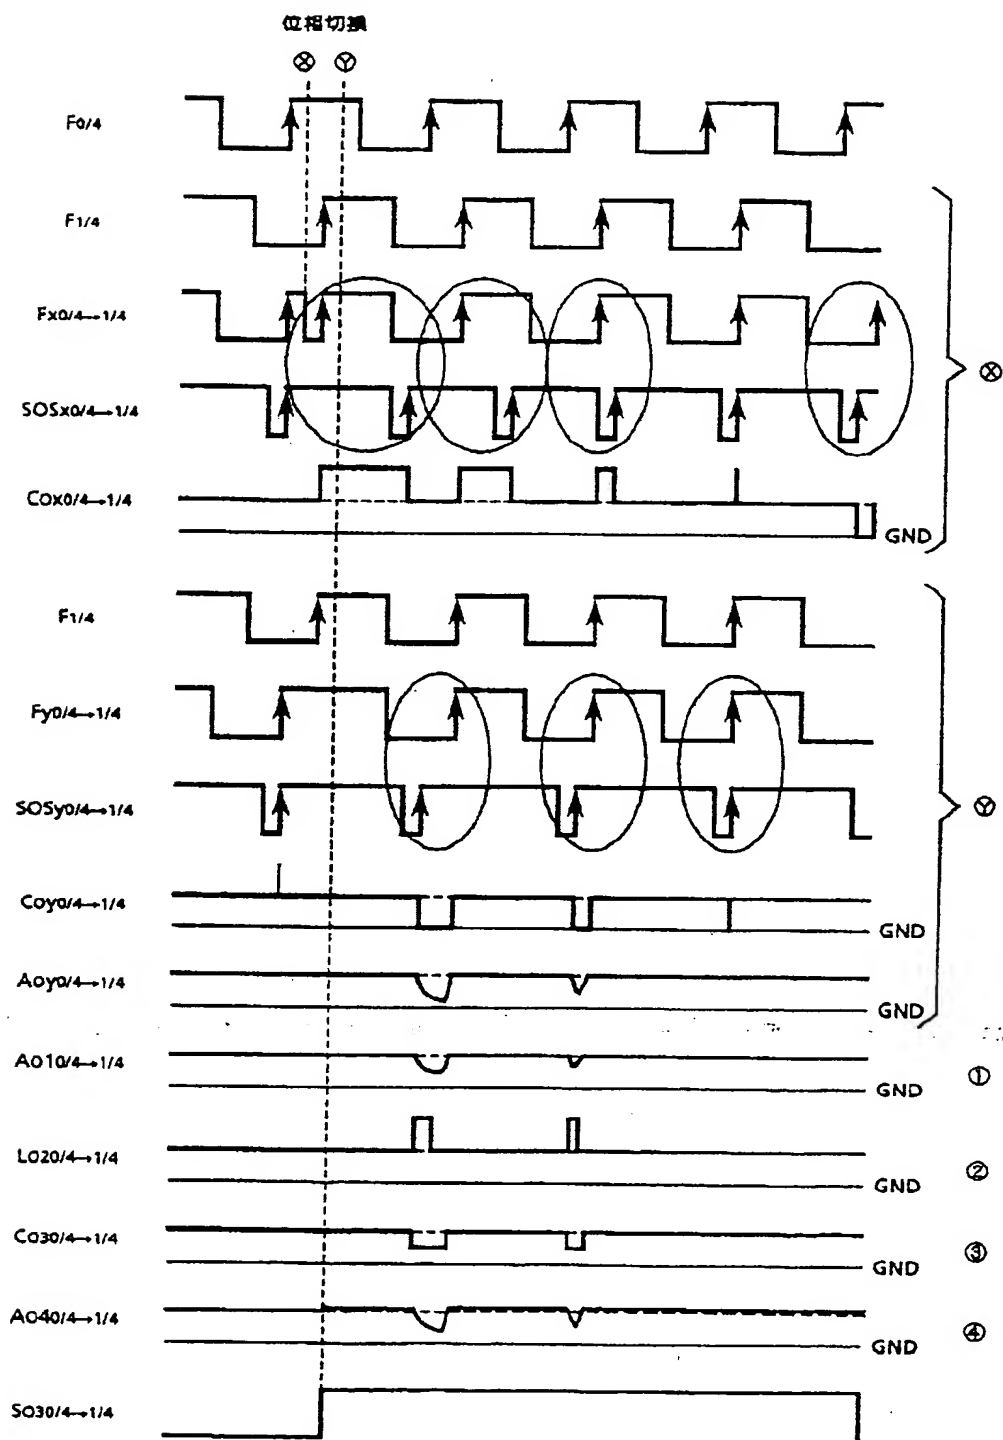 位相切換
Ⓧ Ⓨ
F0/4
F1/4
Fx0/4→1/4
SOSx0/4→1/4
Ⓧ
Cox0/4→1/4
GND
F1/4
Fy0/4→1/4
SOSy0/4→1/4
Ⓨ
Coy0/4→1/4
GND
Aoy0/4→1/4
GND
Ao10/4→1/4
GND
①
Lo20/4→1/4
GND
②
Co30/4→1/4
GND
③
Ao40/4→1/4
GND
④
So30/4→1/4